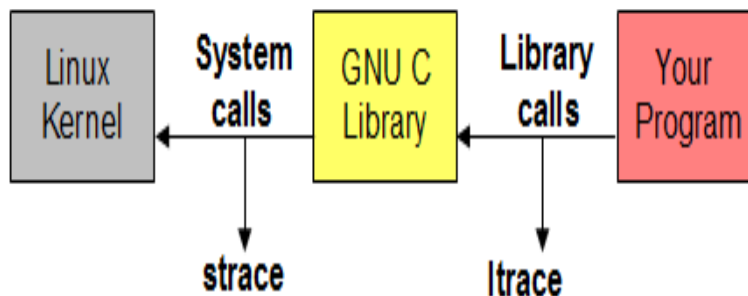 Linux
Kernel
System
calls
GNU C
Library
Library
calls
Your
Program
strace
ltrace